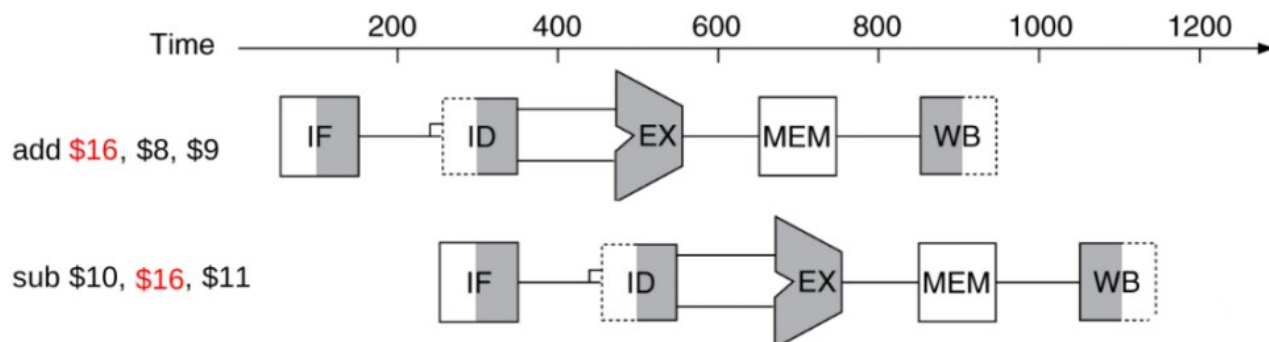 Time 200 400 600 800 1000 1200
add $16, $8, $9 IF ID EX MEM WB
sub $10, $16, $11 IF ID EX MEM WB